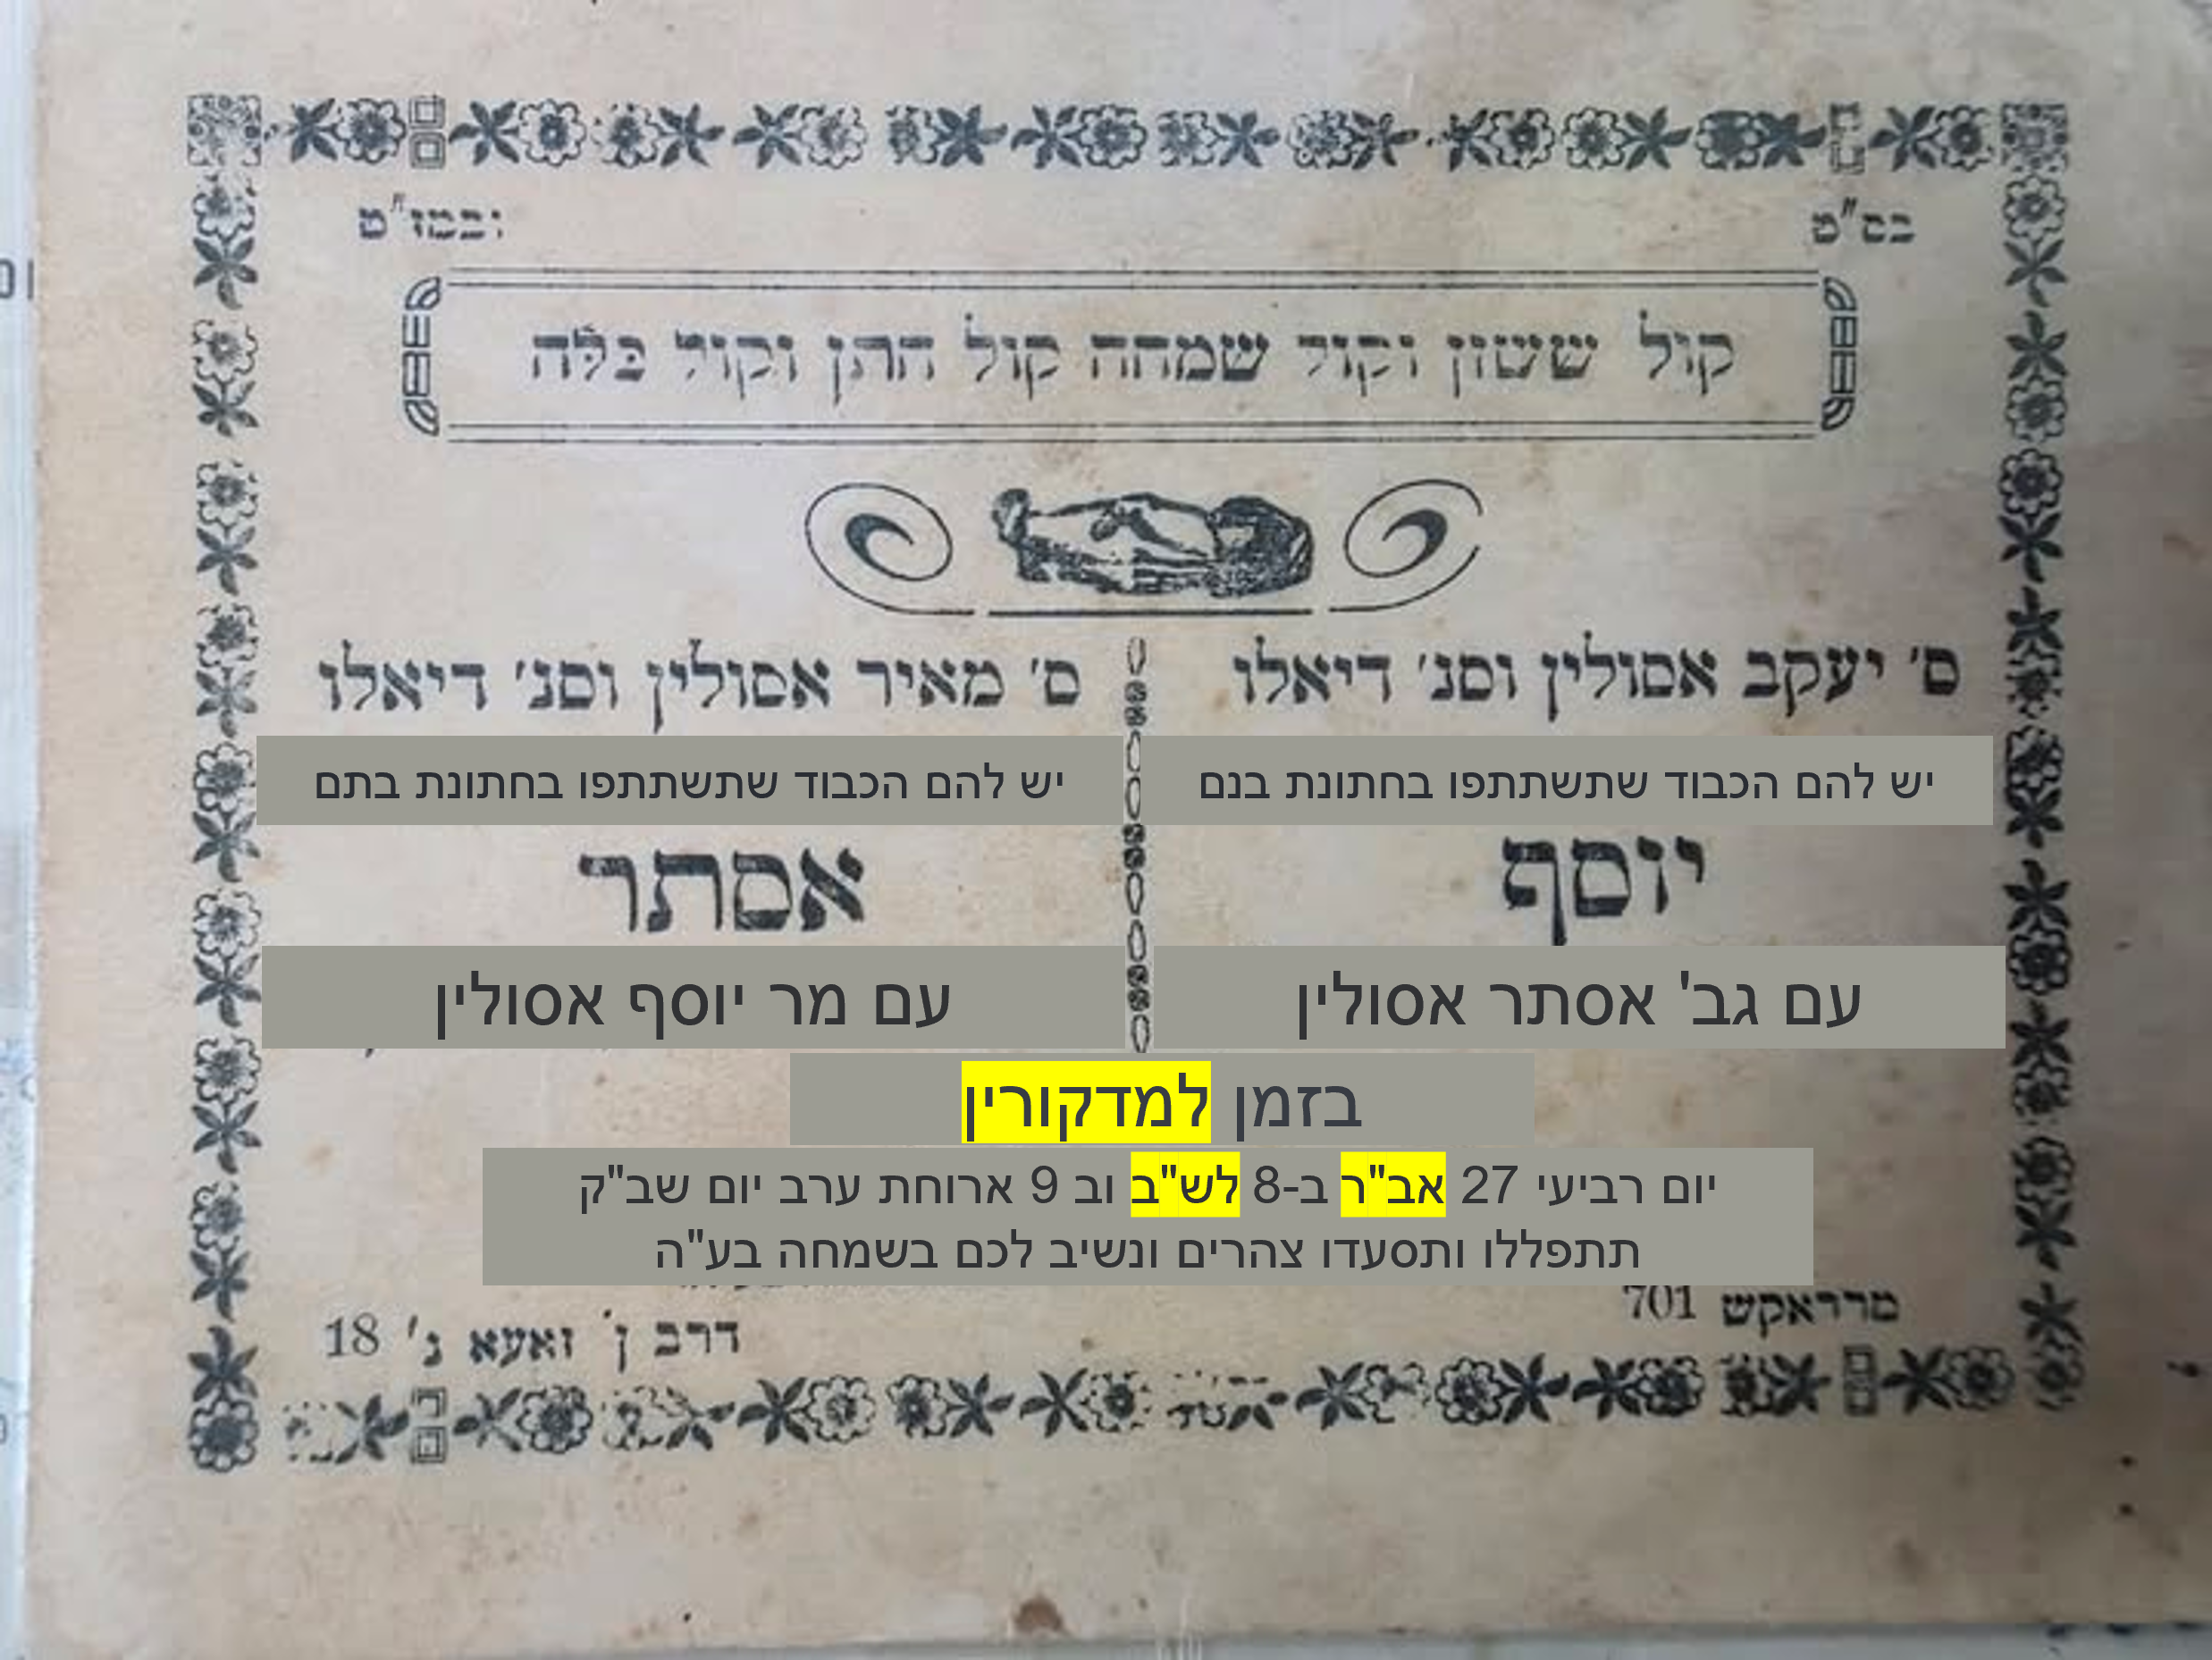 בס"ט
ובמז"ט
קול ששון וקול שמחה קול חתן וקול כלה
ס' יעקב אסולין וסנ' דיאלו
יש להם הכבוד שתשתתפו בחתונת בנם
יוסף
עם גב' אסתר אסולין
ס' מאיר אסולין וסנ' דיאלו
יש להם הכבוד שתשתתפו בחתונת בתם
אסתר
עם מר יוסף אסולין
בזמן למדקורין
יום רביעי 27 אב"ר ב-8 לש"ב וב 9 ארוחת ערב יום שב"ק
תתפללו ותסעדו צהרים ונשיב לכם בשמחה בע"ה
מרראקש 701
דרב ן' זאעא נ' 18